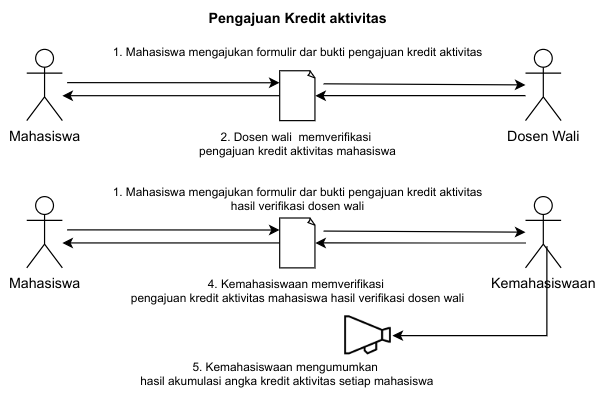 Pengajuan Kredit aktivitas
1. Mahasiswa mengajukan formulir dar bukti pengajuan kredit aktivitas
Mahasiswa
2. Dosen wali memverifikasi
pengajuan kredit aktivitas mahasiswa
Dosen Wali
1. Mahasiswa mengajukan formulir dar bukti pengajuan kredit aktivitas
hasil verifikasi dosen wali
Mahasiswa
4. Kemahasiswaan memverifikasi
pengajuan kredit aktivitas mahasiswa hasil verifikasi dosen wali
Kemahasiswaan
5. Kemahasiswaan mengumumkan
hasil akumulasi angka kredit aktivitas setiap mahasiswa